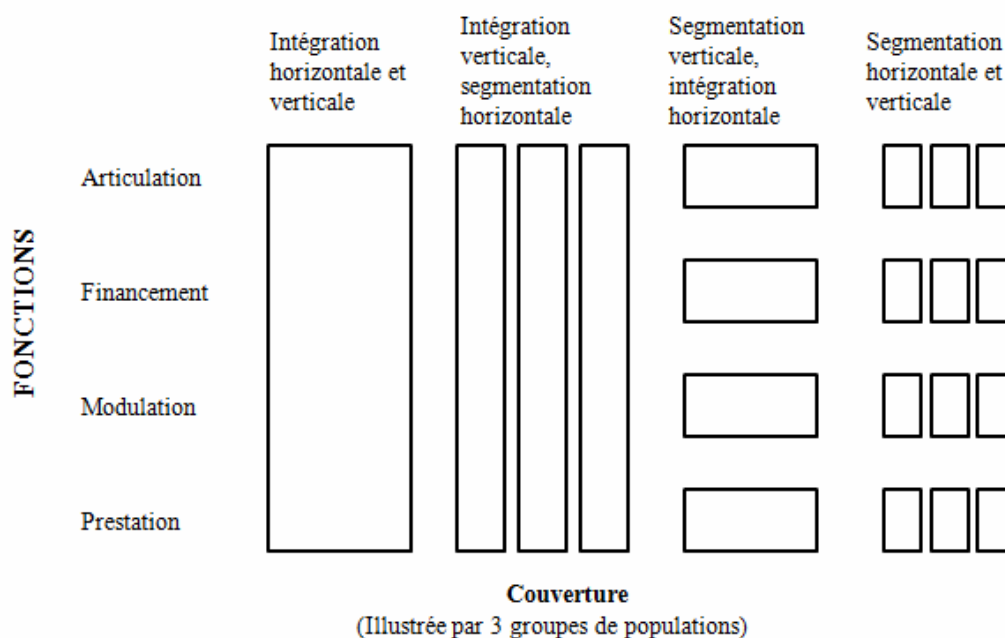 Intégration
horizontale et
verticale
Intégration
verticale,
segmentation
horizontale
Segmentation
verticale,
intégration
horizontale
Segmentation
horizontale et
verticale
FONCTIONS
Articulation
Financement
Modulation
Prestation
Couverture
(Illustrée par 3 groupes de populations)